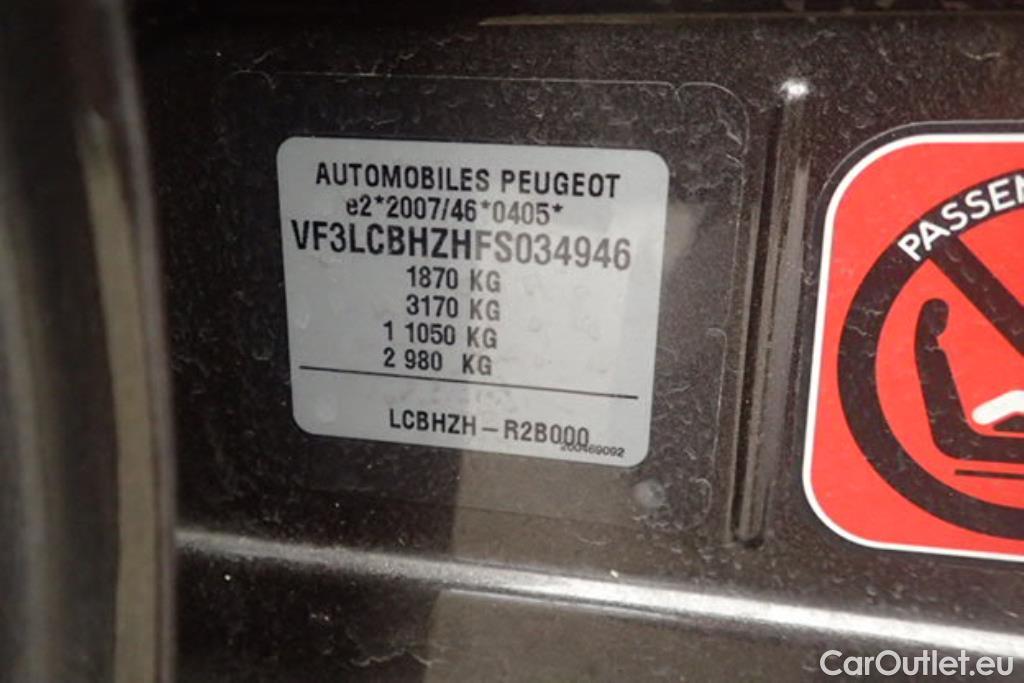 AUTOMOBILES PEUGEOT
e2*2007/46*0405*
VF3LCBHZHFS034946
1870 KG
3170 KG
1 1050 KG
2 980 KG
LCBHZH-R2B000
200469092
PASSEN
CarOutlet.eu